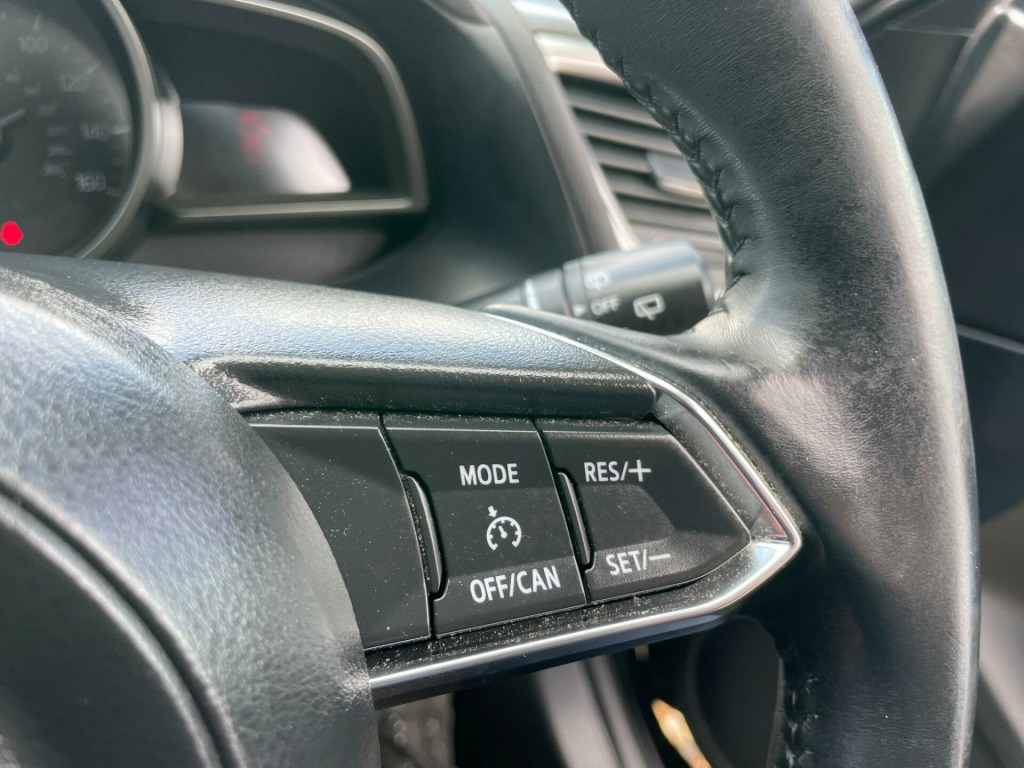 100
120
140
160
OFF
MODE
RES/+
OFF/CAN
SET/−